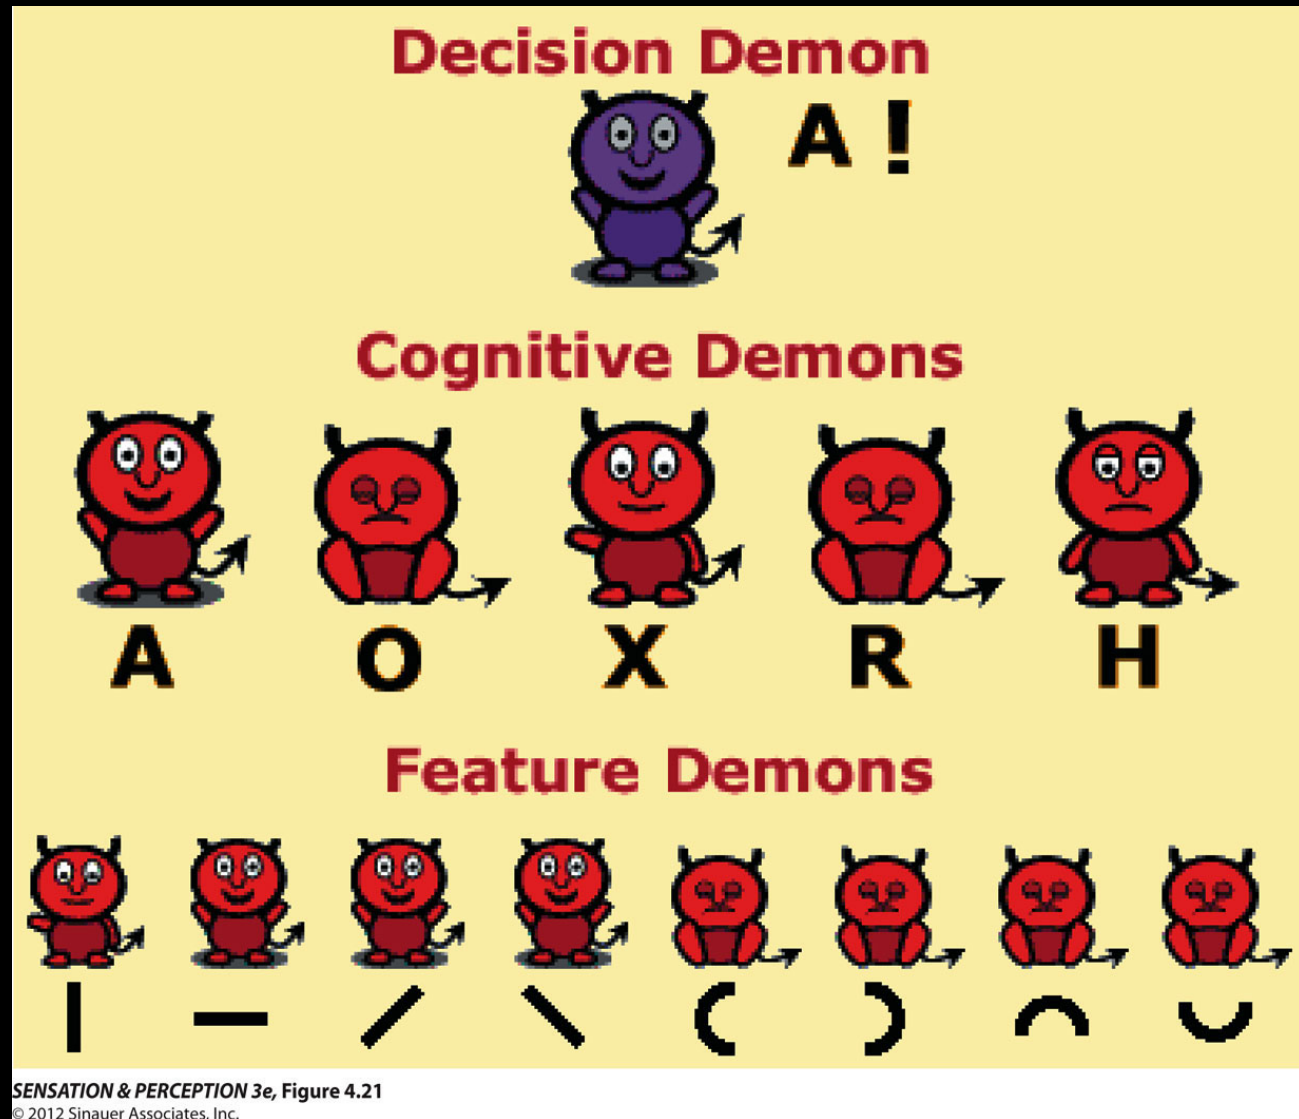 Decision Demon
A !
Cognitive Demons
A O X R H
Feature Demons
SENSATION & PERCEPTION 3e, Figure 4.21
© 2012 Sinauer Associates, Inc.